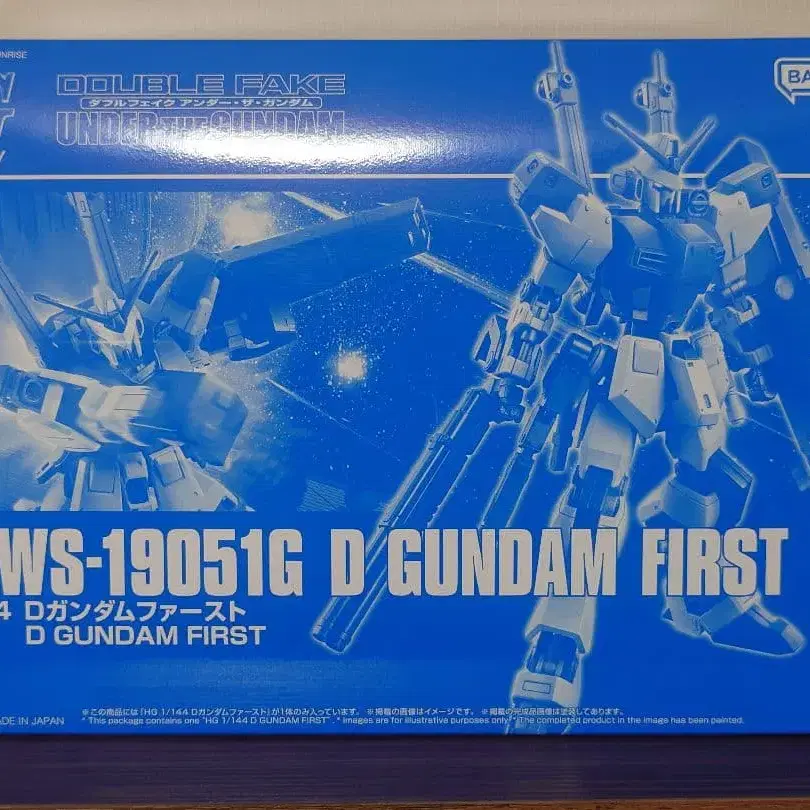 UNRISE
DOUBLE FAKE
ダブルフェイク アンダー・ザ・ガンダム
UNDER THE GUNDAM
BA
WS-19051G D GUNDAM FIRST
4 Dガンダムファースト
D GUNDAM FIRST
※この商品には「HG 1/144 Dガンダムファースト」が1体のみ入っています。 ※掲載の画像はイメージです。 ※掲載の完成品画像は塗装してあります。
ADE IN JAPAN
* This package contains one "HG 1/144 D GUNDAM FIRST". * Images are for illustrative purposes only. * The completed product in the image has been painted.